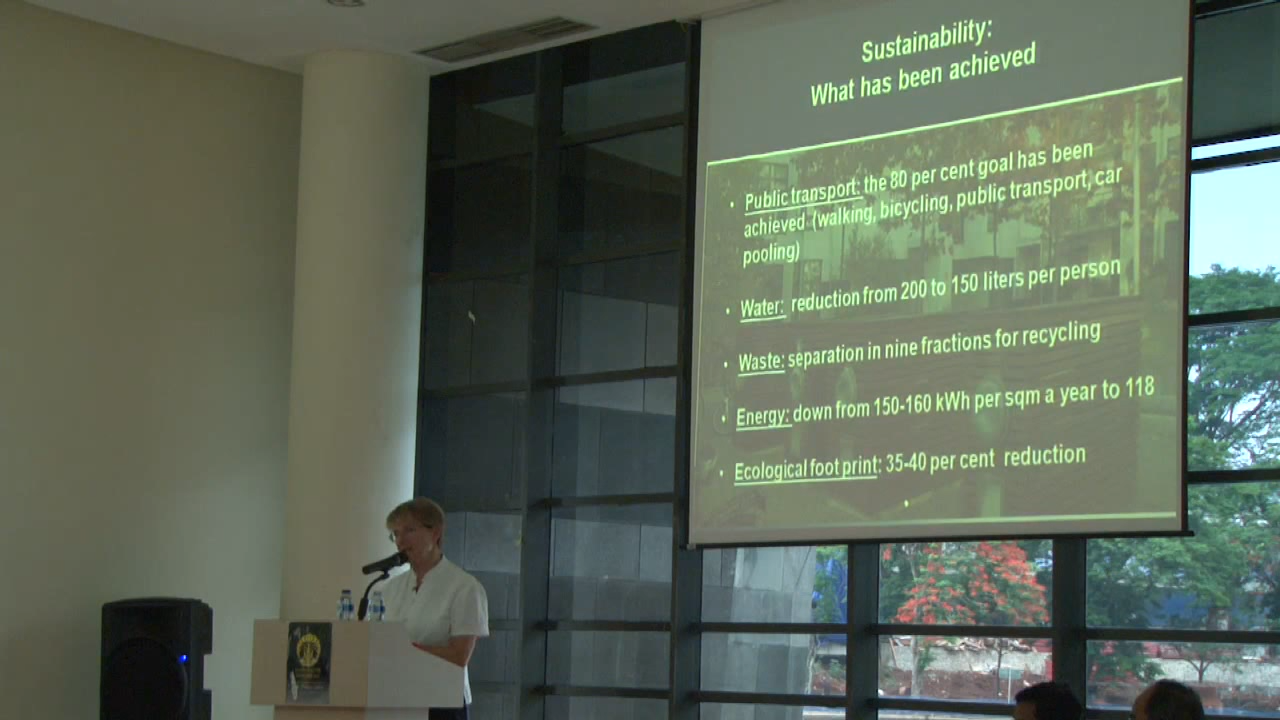 Sustainability:
What has been achieved
• Public transport: the 80 per cent goal has been
achieved (walking, bicycling, public transport, car
pooling)
• Water: reduction from 200 to 150 liters per person
• Waste: separation in nine fractions for recycling
• Energy: down from 150-160 kWh per sqm a year to 118
• Ecological foot print: 35-40 per cent reduction
•